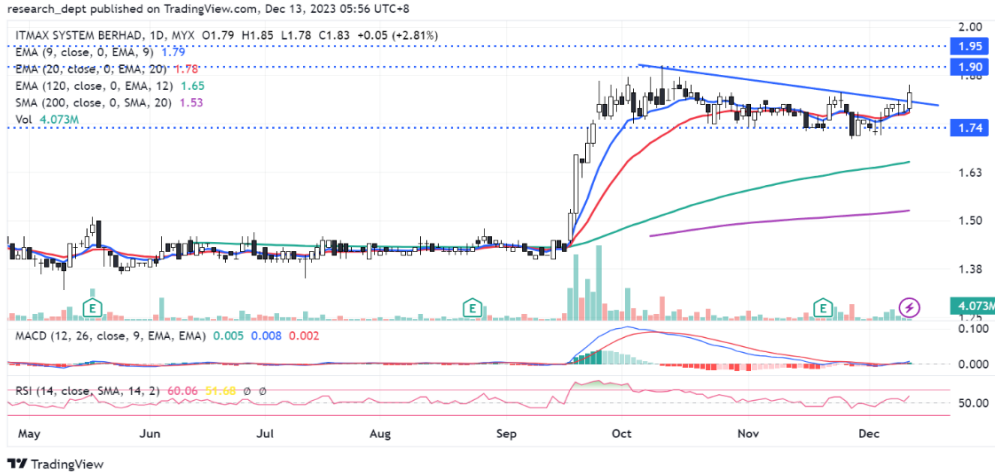 research_dept published on TradingView.com, Dec 13, 2023 05:56 UTC+8
ITMAX SYSTEM BERHAD, 1D, MYX O1.79 H1.85 L1.78 C1.83 +0.05 (+2.81%)
EMA (9, close, 0, EMA, 9) 1.79
EMA (20, close, 0, EMA, 20) 1.78
EMA (120, close, 0, EMA, 12) 1.65
SMA (200, close, 0, SMA, 20) 1.53
Vol 4.073M
2.00
1.95
1.90
1.74
1.63
1.50
1.38
4.073M
E
E
E
MACD (12, 26, close, 9, EMA, EMA) 0.005 0.008 0.002
0.100
0.000
RSI (14, close, SMA, 14, 2) 60.06 51.68 ∅ ∅
50.00
May Jun Jul Aug Sep Oct Nov Dec
TradingView